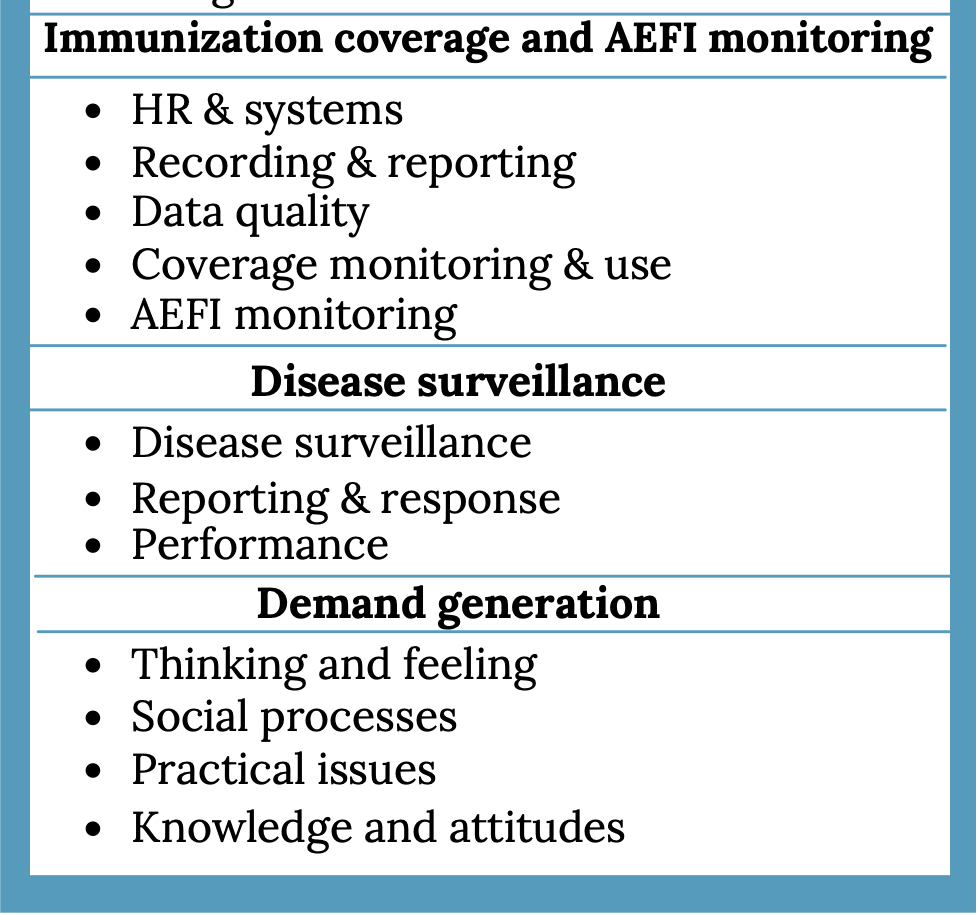 Immunization coverage and AEFI monitoring
• HR & systems
• Recording & reporting
• Data quality
• Coverage monitoring & use
• AEFI monitoring
Disease surveillance
• Disease surveillance
• Reporting & response
• Performance
Demand generation
• Thinking and feeling
• Social processes
• Practical issues
• Knowledge and attitudes